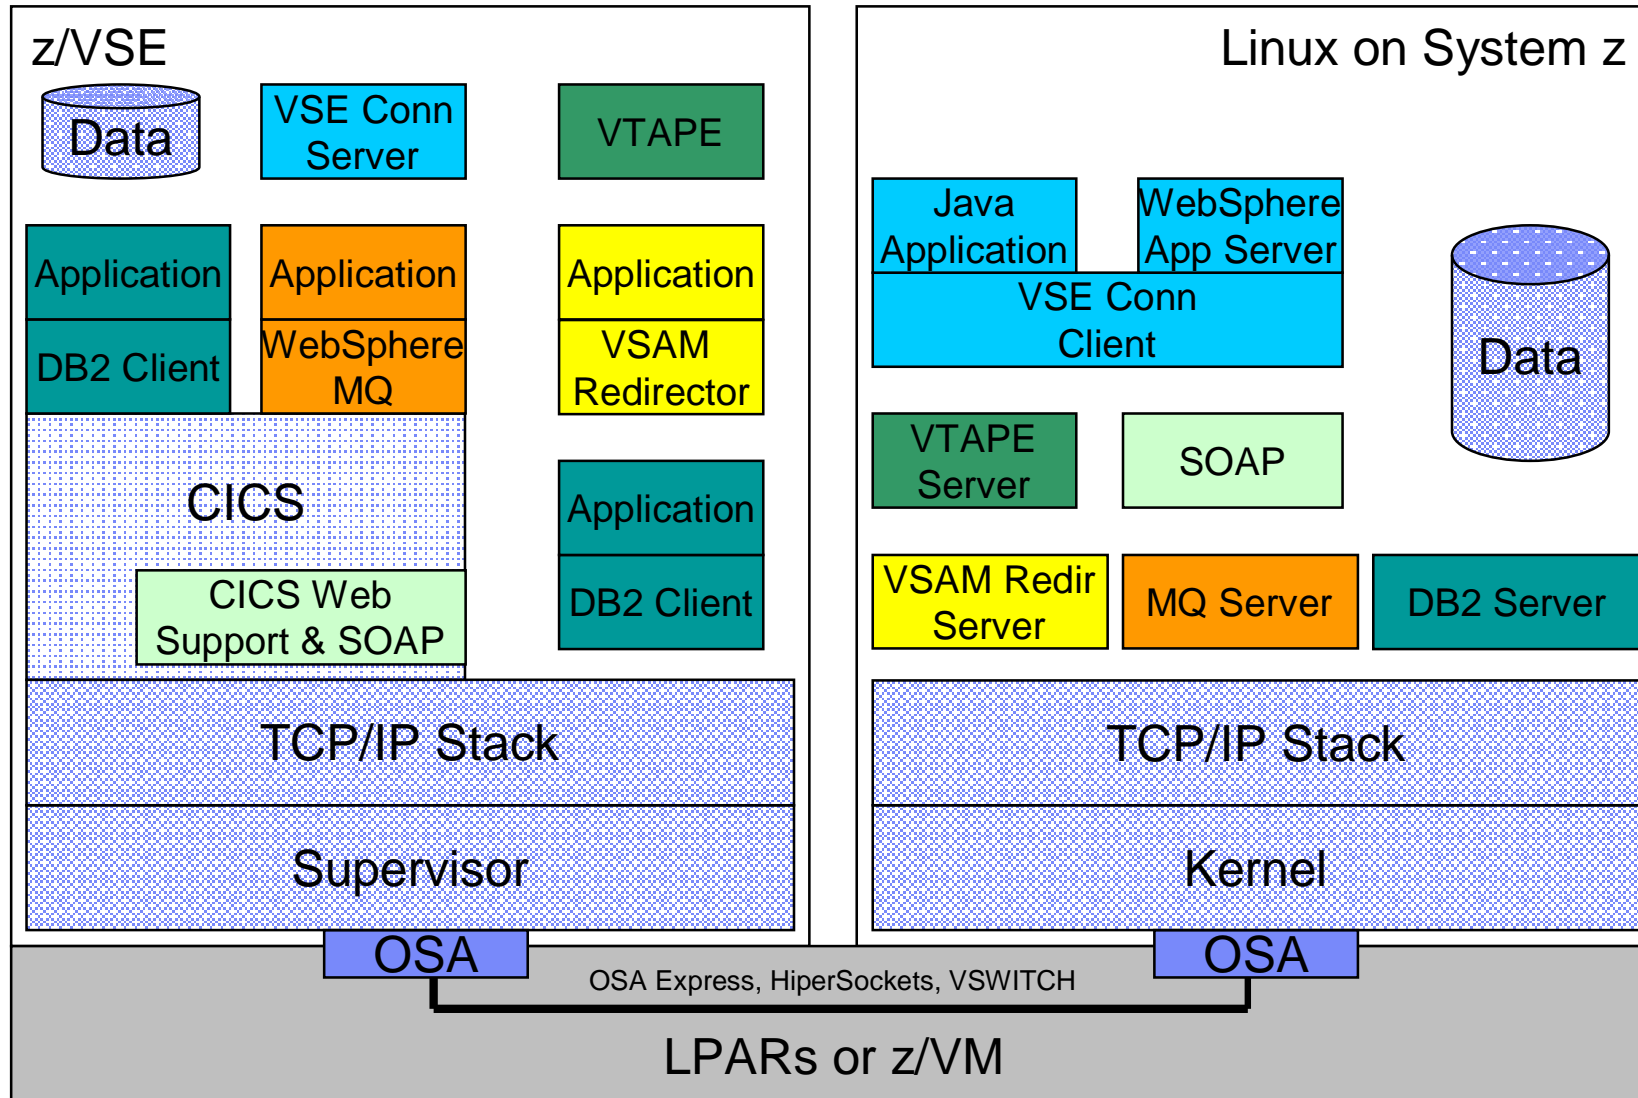 z/VSE
Data
VSE Conn
Server
VTAPE
Application
DB2 Client
Application
WebSphere
MQ
Application
VSAM
Redirector
CICS
CICS Web
Support & SOAP
Application
DB2 Client
TCP/IP Stack
Supervisor
OSA
Linux on System z
Java
Application
WebSphere
App Server
VSE Conn
Client
Data
VTAPE
Server
SOAP
VSAM Redir
Server
MQ Server
DB2 Server
TCP/IP Stack
Kernel
OSA
OSA Express, HiperSockets, VSWITCH
LPARs or z/VM